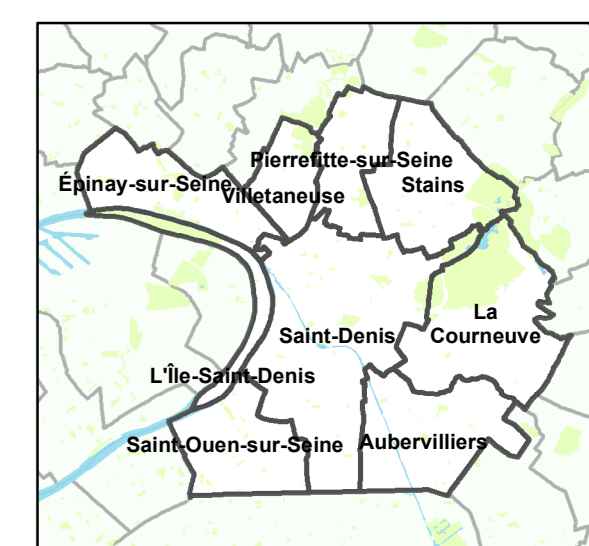 Pierrefitte-sur-Seine
Épinay-sur-Seine
Villetaneuse
Stains
La
Courneuve
Saint-Denis
L'Île-Saint-Denis
Saint-Ouen-sur-Seine
Aubervilliers